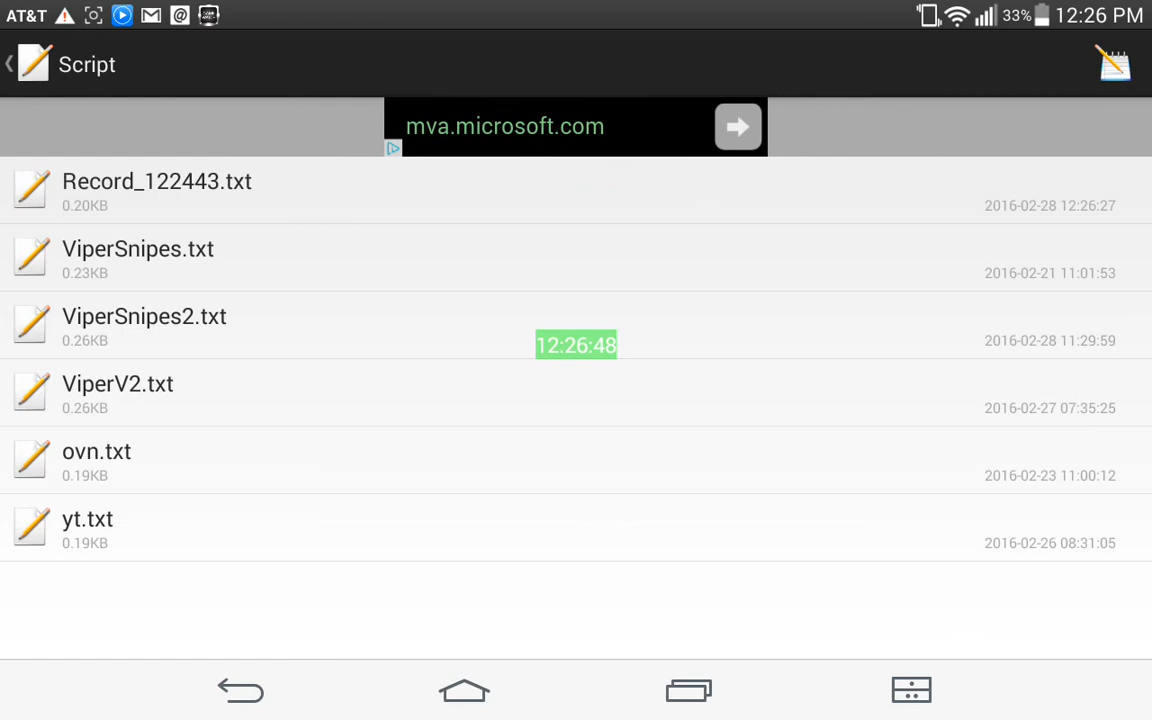 AT&T 33% 12:26 PM
Script
mva.microsoft.com
Record_122443.txt
0.20KB 2016-02-28 12:26:27
ViperSnipes.txt
0.23KB 2016-02-21 11:01:53
ViperSnipes2.txt
0.26KB 2016-02-28 11:29:59
12:26:48
ViperV2.txt
0.26KB 2016-02-27 07:35:25
ovn.txt
0.19KB 2016-02-23 11:00:12
yt.txt
0.19KB 2016-02-26 08:31:05